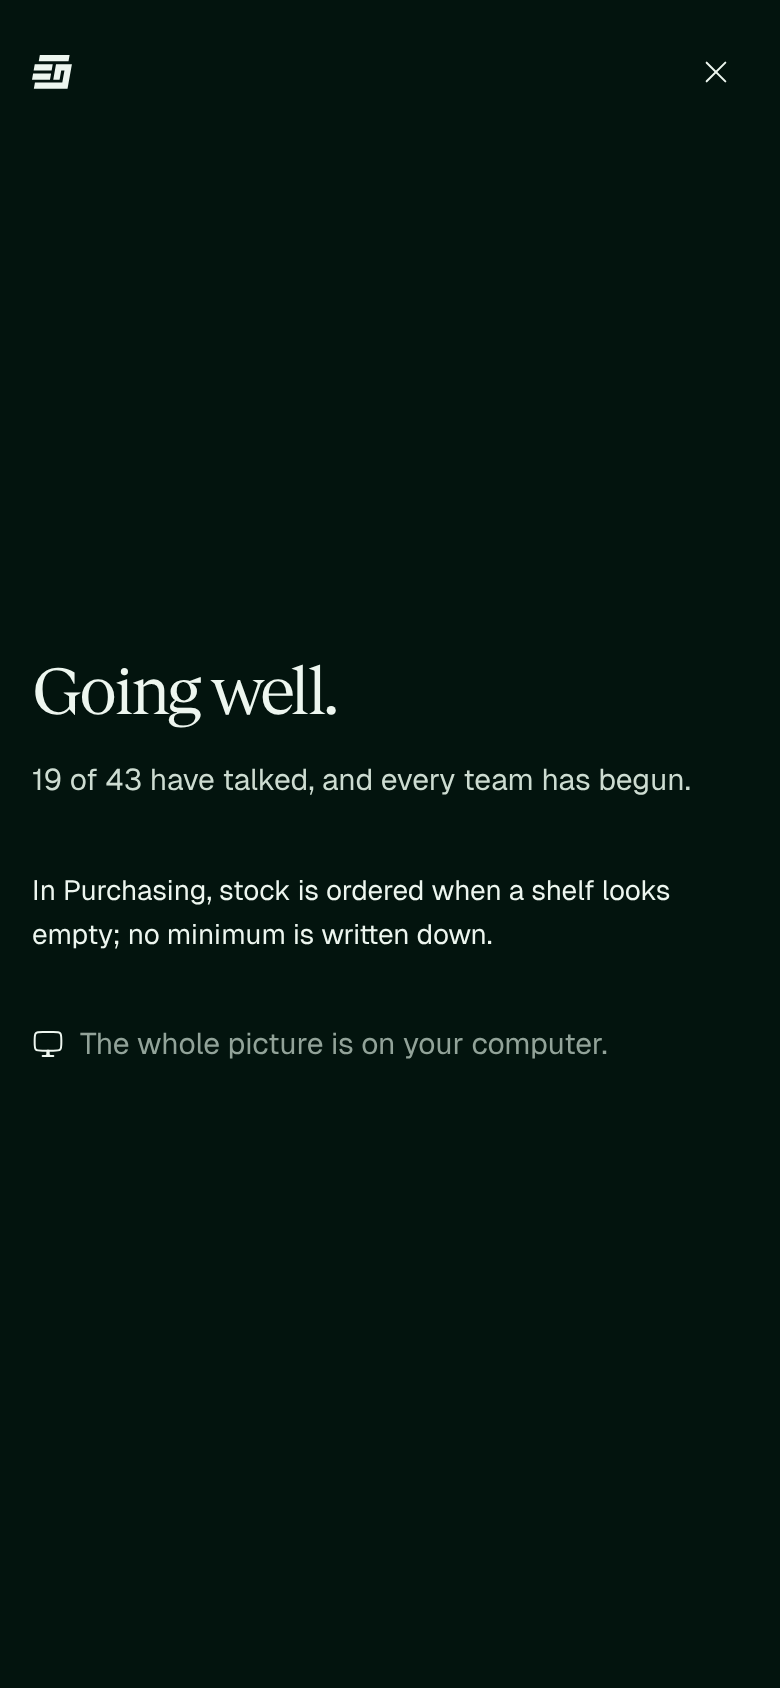 Going well.
19 of 43 have talked, and every team has begun.
In Purchasing, stock is ordered when a shelf looks
empty; no minimum is written down.
The whole picture is on your computer.